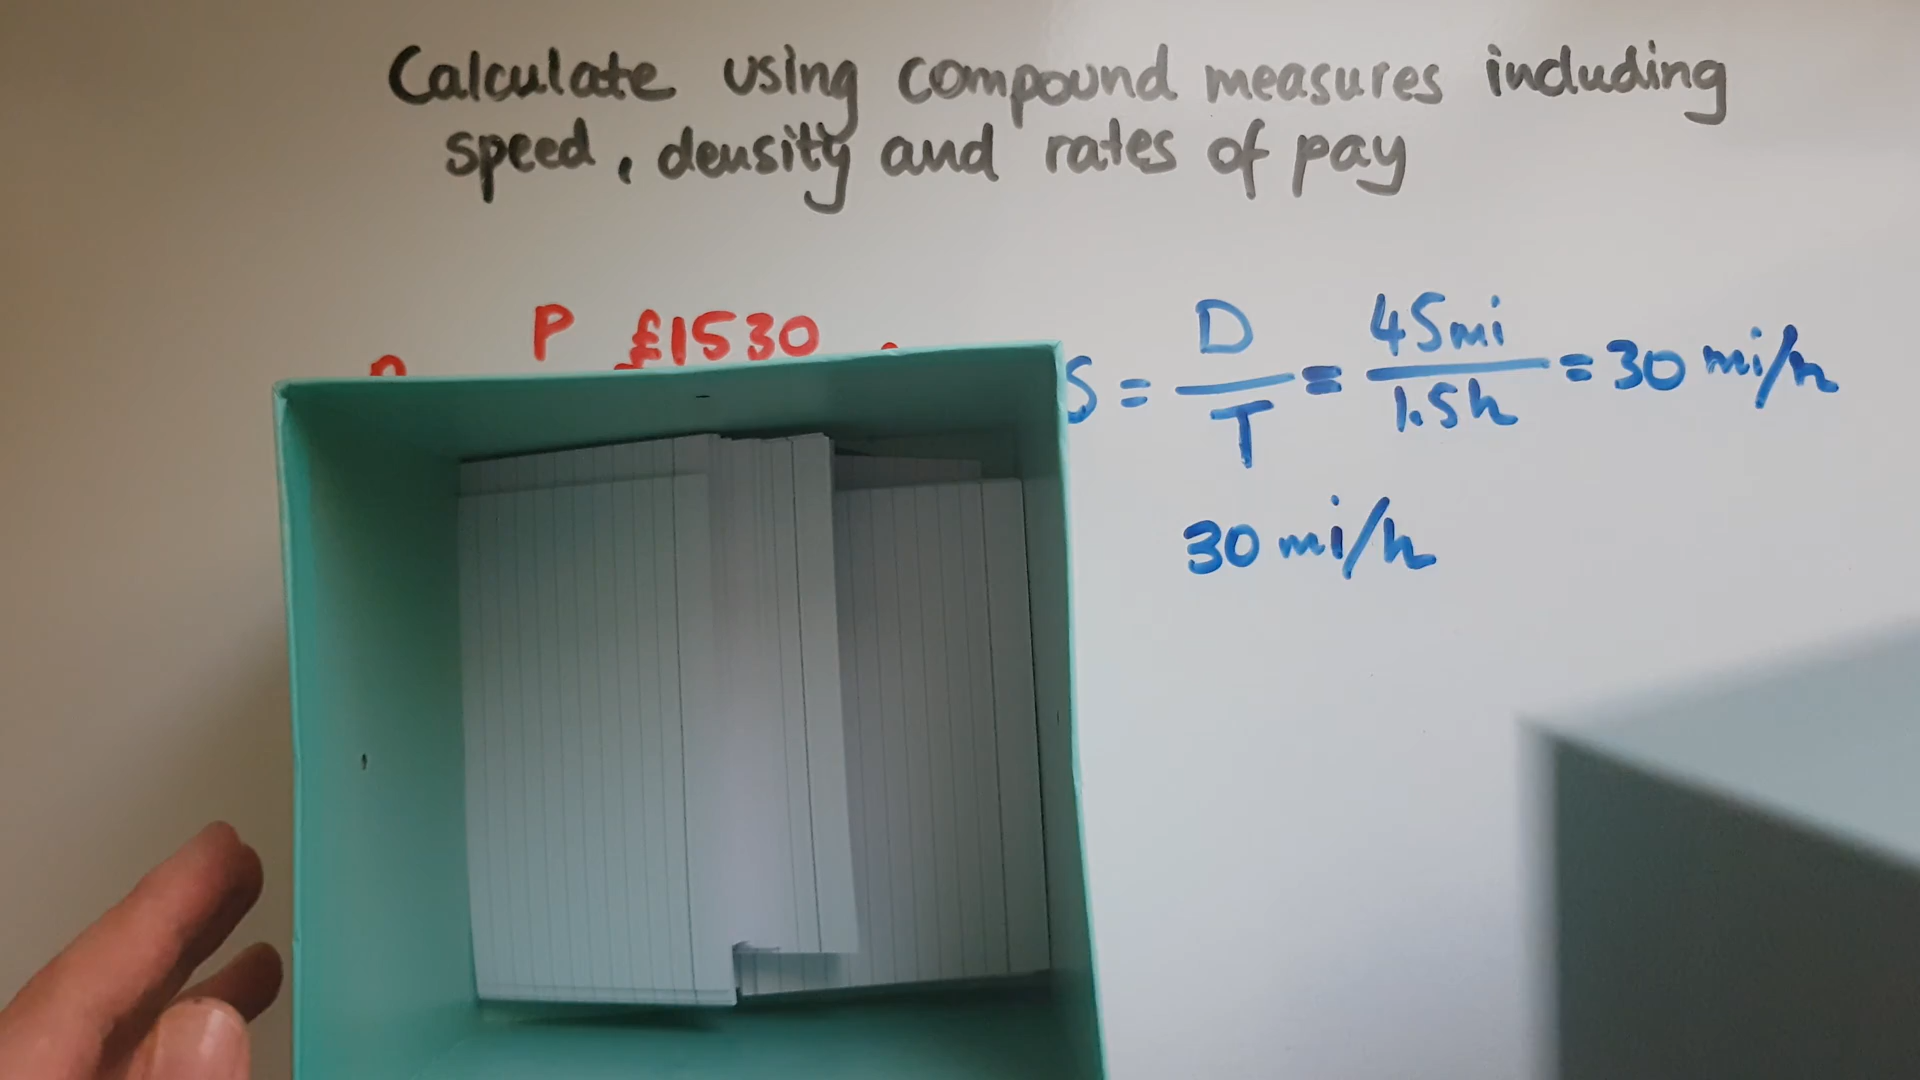 Calculate using compound measures including
speed, density and rates of pay
P £1530
S = D/T = 45mi/1.5h = 30 mi/h
30 mi/h